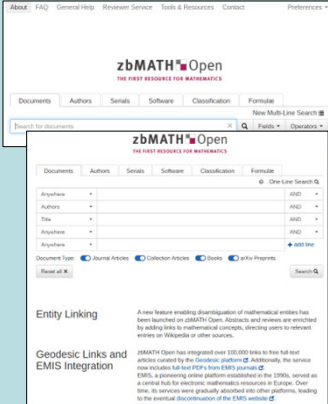 About FAQ General Help Reviewer Service Tools & Resources Contact Preferences
zbMATH Open
THE FIRST RESOURCE FOR MATHEMATICS
Documents Authors Serials Software Classification Formulæ
New Multi-Line Search
Search for documents × Fields Operators
zbMATH Open
THE FIRST RESOURCE FOR MATHEMATICS
Documents Authors Serials Software Classification Formulæ
One-Line Search
Anywhere AND
Authors AND
Title AND
Anywhere AND
Anywhere + add line
Document Type: Journal Articles Collection Articles Books arXiv Preprints
Reset all × Search
Entity Linking
A new feature enabling disambiguation of mathematical entities has
been launched on zbMATH Open. Abstracts and reviews are enriched
by adding links to mathematical concepts, directing users to relevant
entries on Wikipedia or other sources.
Geodesic Links and
EMIS Integration
zbMATH Open has integrated over 100,000 links to free full-text
articles curated by the Geodesic platform. Additionally, the service
now includes full-text PDFs from EMIS journals.
EMIS, a pioneering online platform established in the 1990s, served as
a central hub for electronic mathematics resources in Europe. Over
time, its services were gradually absorbed into other platforms, leading
to the eventual discontinuation of the EMIS website.